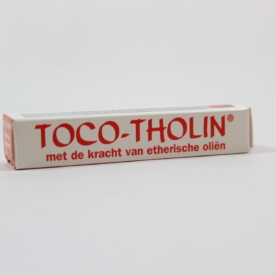 TOCO-THOLIN®
met de kracht van etherische oliën